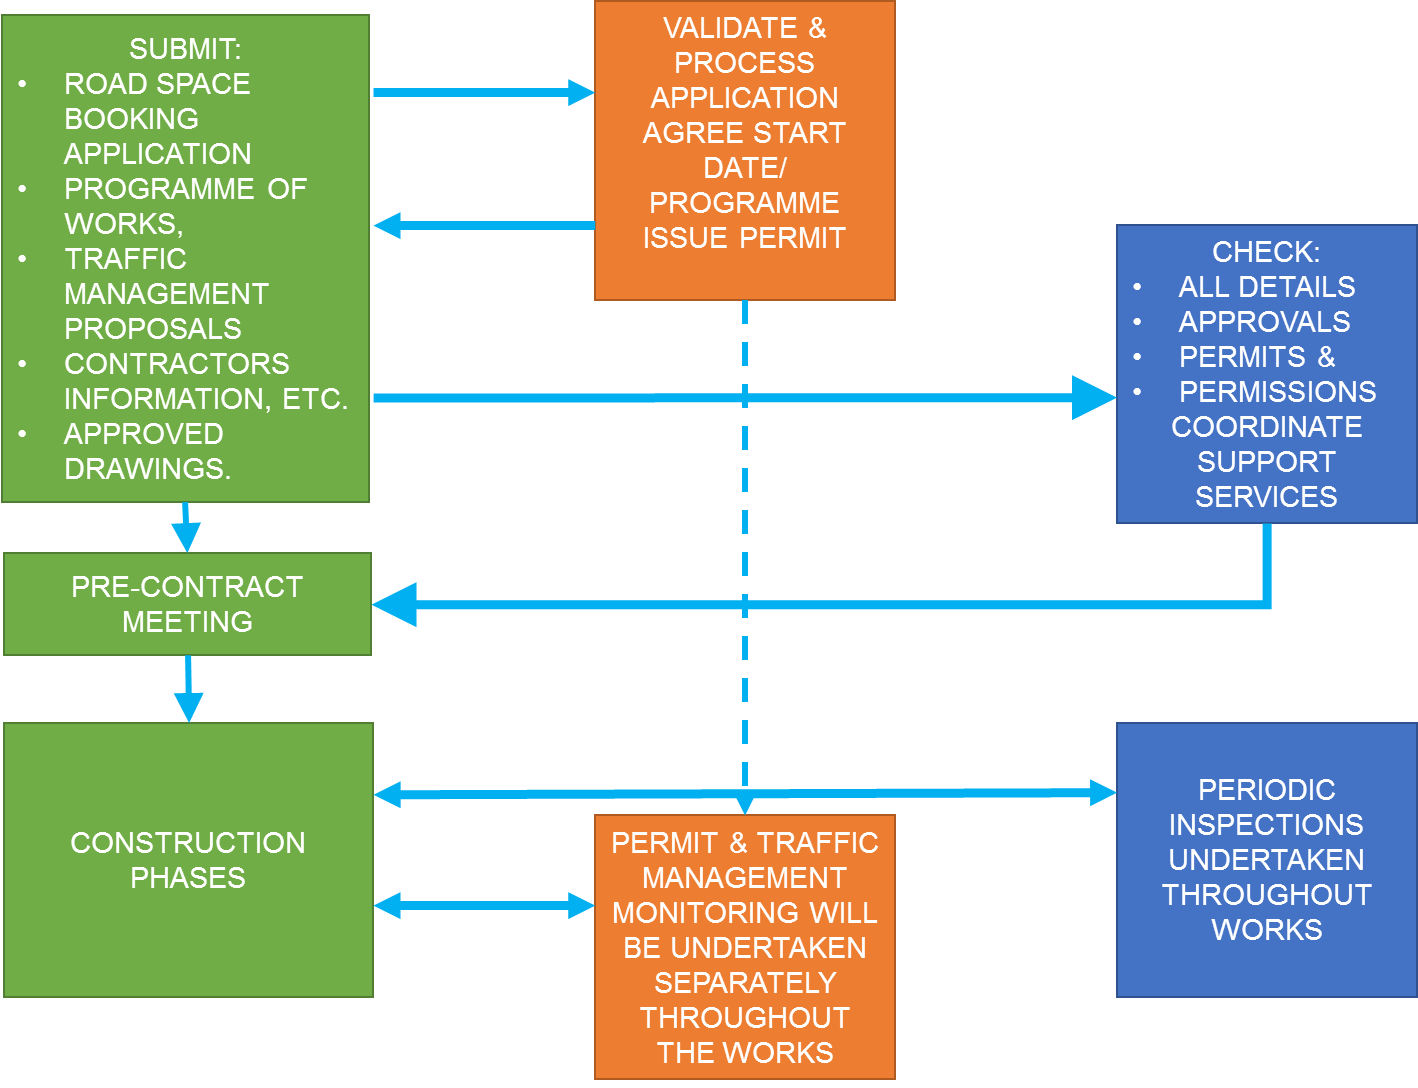 SUBMIT:
• ROAD SPACE
BOOKING
APPLICATION
• PROGRAMME OF
WORKS,
• TRAFFIC
MANAGEMENT
PROPOSALS
• CONTRACTORS
INFORMATION, ETC.
• APPROVED
DRAWINGS.
VALIDATE &
PROCESS
APPLICATION
AGREE START
DATE/
PROGRAMME
ISSUE PERMIT
CHECK:
• ALL DETAILS
• APPROVALS
• PERMITS &
• PERMISSIONS
COORDINATE
SUPPORT
SERVICES
PRE-CONTRACT
MEETING
CONSTRUCTION
PHASES
PERMIT & TRAFFIC
MANAGEMENT
MONITORING WILL
BE UNDERTAKEN
SEPARATELY
THROUGHOUT
THE WORKS
PERIODIC
INSPECTIONS
UNDERTAKEN
THROUGHOUT
WORKS